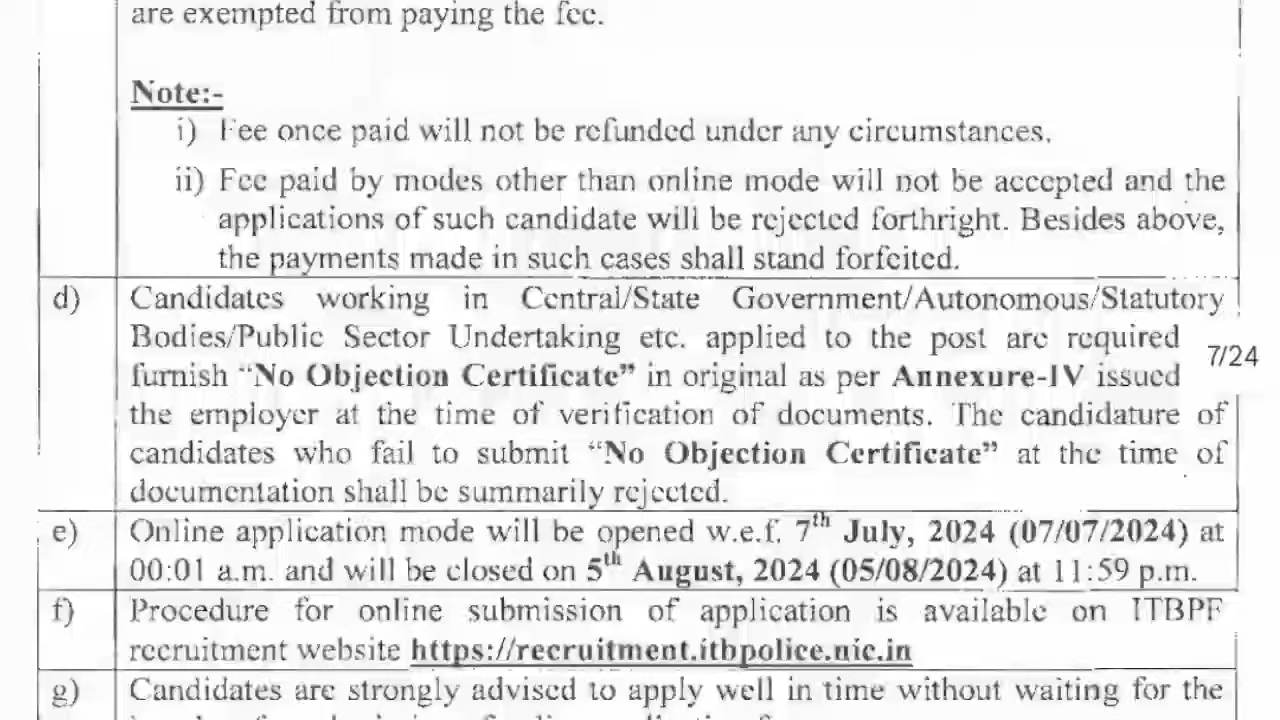 are exempted from paying the fee.
Note:-
i) Fee once paid will not be refunded under any circumstances.
ii) Fee paid by modes other than online mode will not be accepted and the
applications of such candidate will be rejected forthright. Besides above,
the payments made in such cases shall stand forfeited.
d) Candidates working in Central/State Government/Autonomous/Statutory
Bodies/Public Sector Undertaking etc. applied to the post are required
7/24
furnish “No Objection Certificate” in original as per Annexure-IV issued
the employer at the time of verification of documents. The candidature of
candidates who fail to submit “No Objection Certificate” at the time of
documentation shall be summarily rejected.
e) Online application mode will be opened w.e.f. 7th July, 2024 (07/07/2024) at
00:01 a.m. and will be closed on 5th August, 2024 (05/08/2024) at 11:59 p.m.
f) Procedure for online submission of application is available on ITBPF
recruitment website https://recruitment.itbpolice.nic.in
g) Candidates are strongly advised to apply well in time without waiting for the